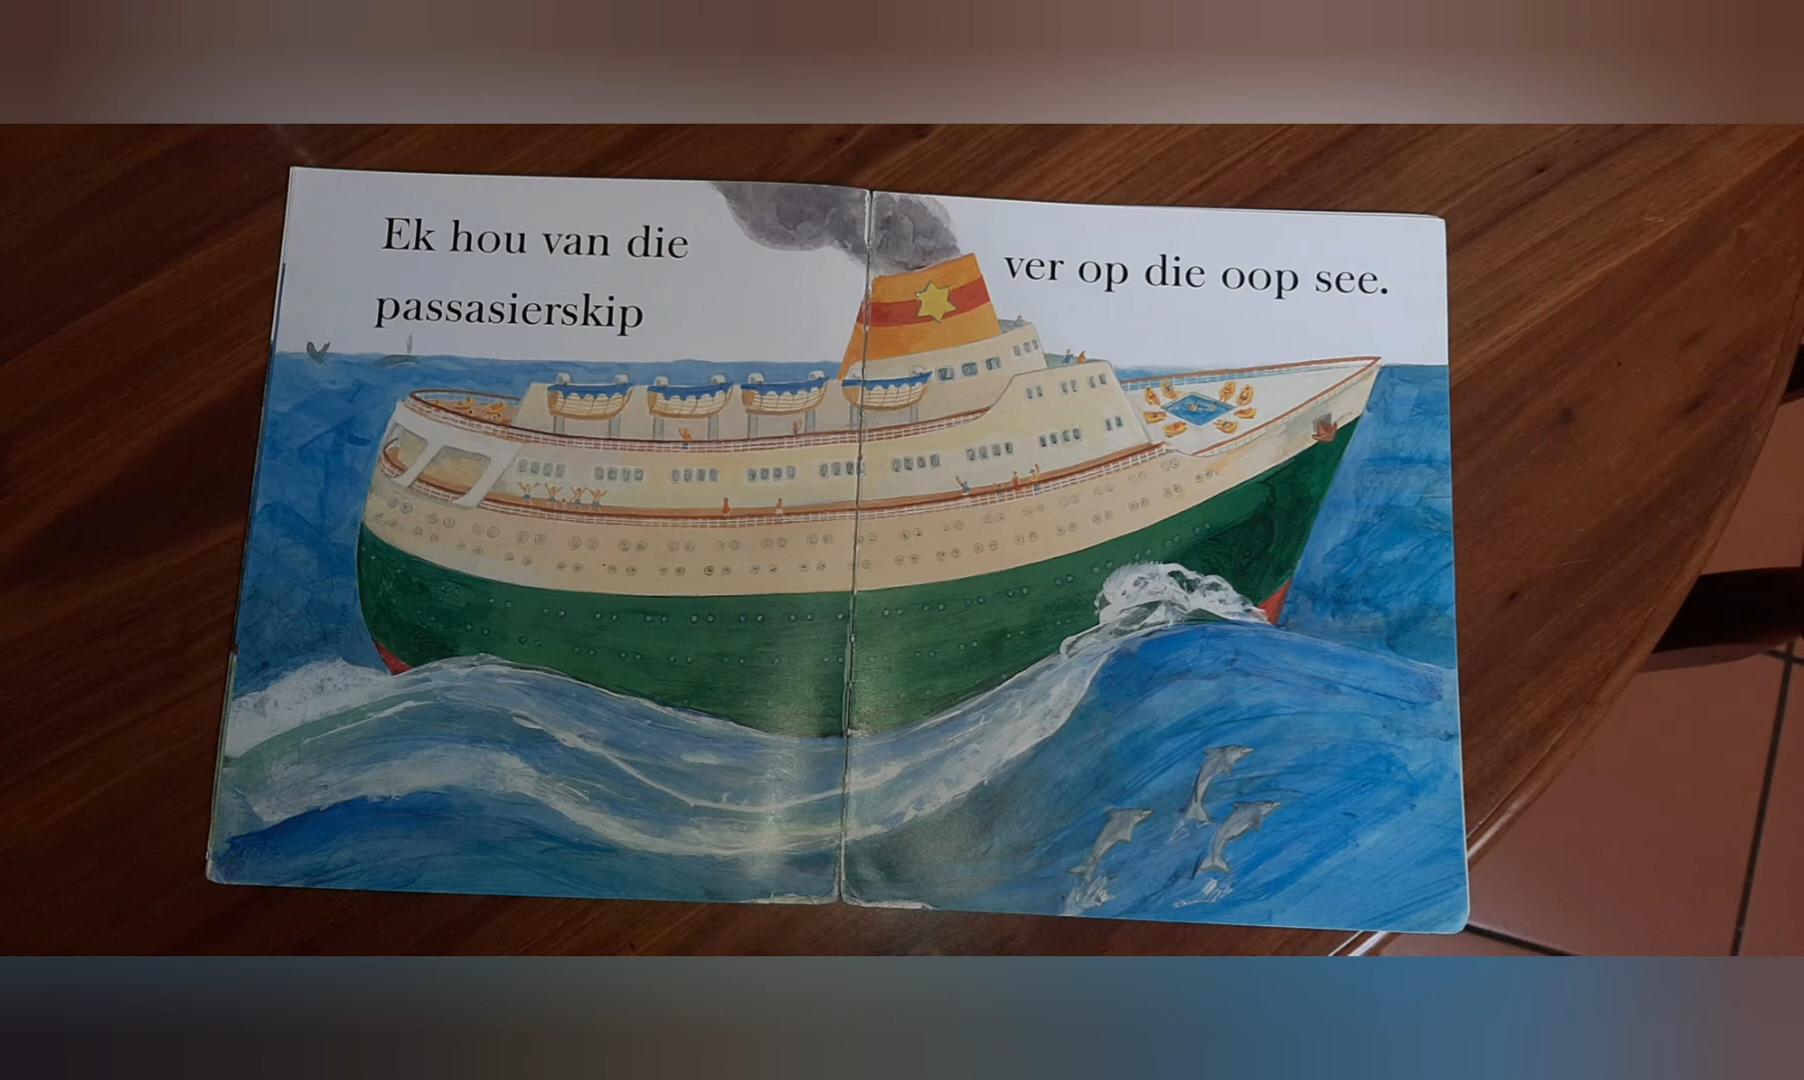 Ek hou van die
passasierskip
ver op die oop see.